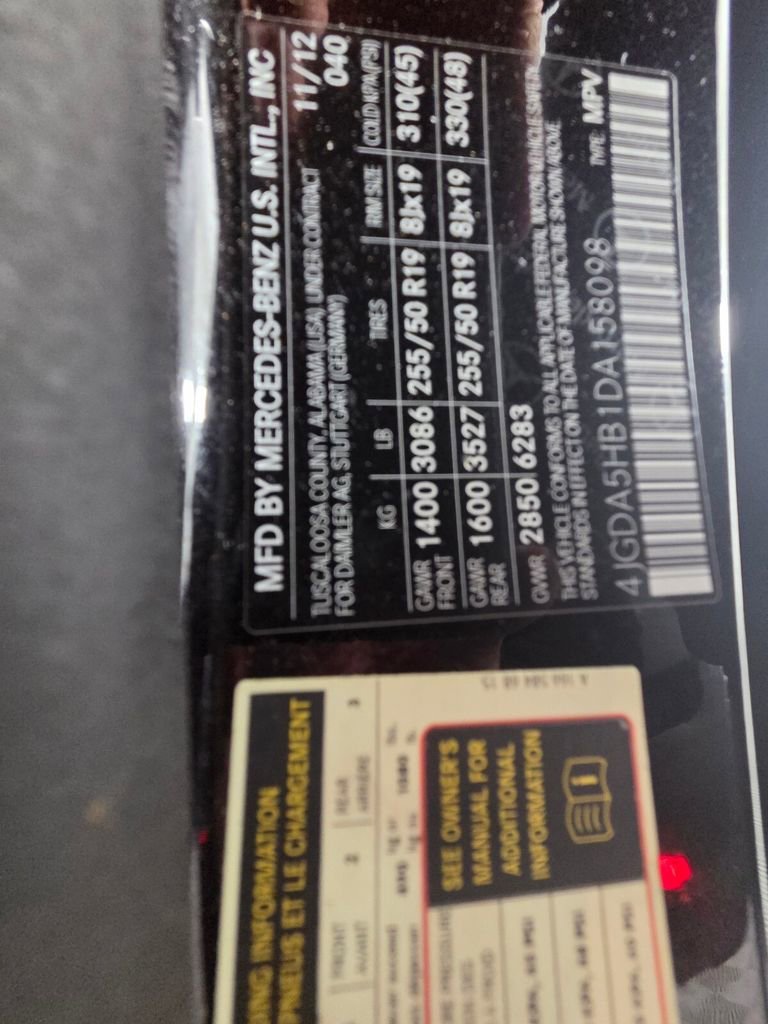 MFD BY MERCEDES-BENZ U.S. INTL., INC
TUSCALOOSA COUNTY, ALABAMA (USA) UNDER CONTRACT 11/12
FOR DAIMLER AG, STUTTGART (GERMANY) 040
KG LB TIRES RIM SIZE COLD KPA(PSI)
GAWR FRONT 1400 3086 255/50 R19 8Jx19 310(45)
GAWR REAR 1600 3527 255/50 R19 8Jx19 330(48)
GVWR 2850 6283
THIS VEHICLE CONFORMS TO ALL APPLICABLE FEDERAL MOTOR VEHICLE
STANDARDS IN EFFECT ON THE DATE OF MANUFACTURE SHOWN ABOVE.
4JGDA5HB1DA158098 TYPE: MPV
ING INFORMATION
PNEUS ET LE CHARGEMENT
2 REAR 3
ARRIÈRE
SEE OWNER'S
MANUAL FOR
ADDITIONAL
INFORMATION